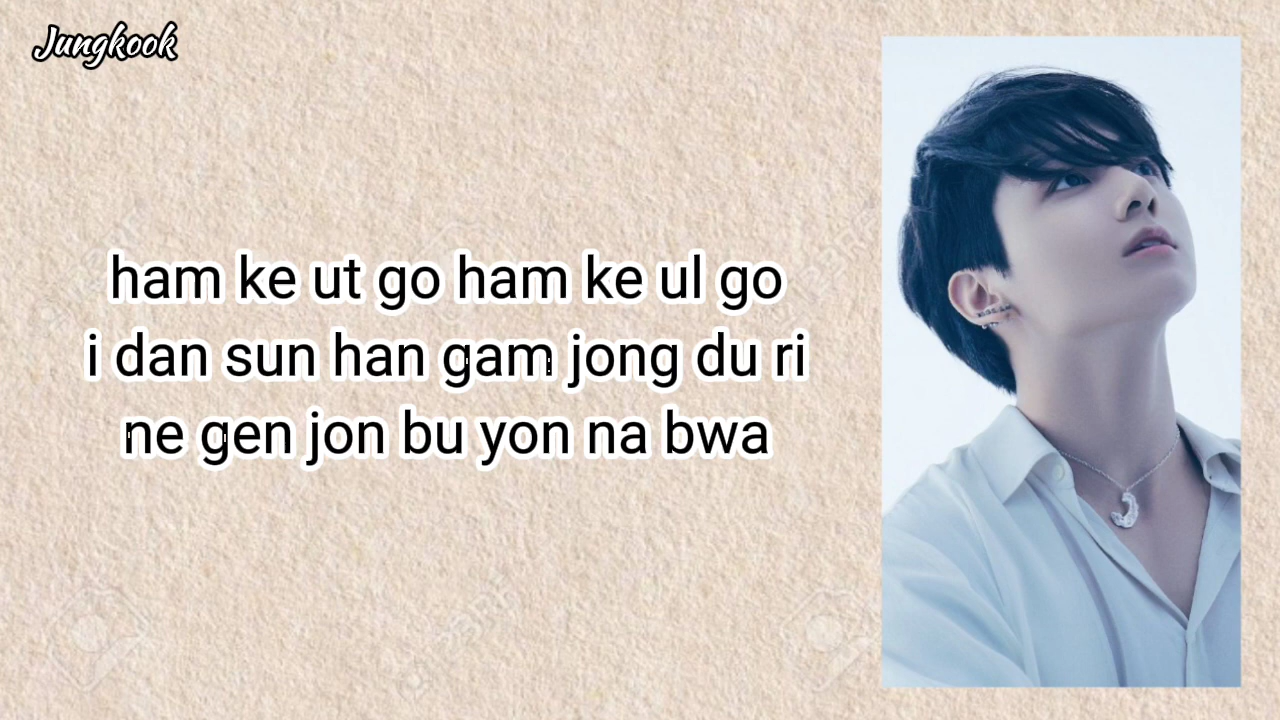 Jungkook
ham ke ut go ham ke ul go
i dan sun han gam jong du ri
ne gen jon bu yon na bwa